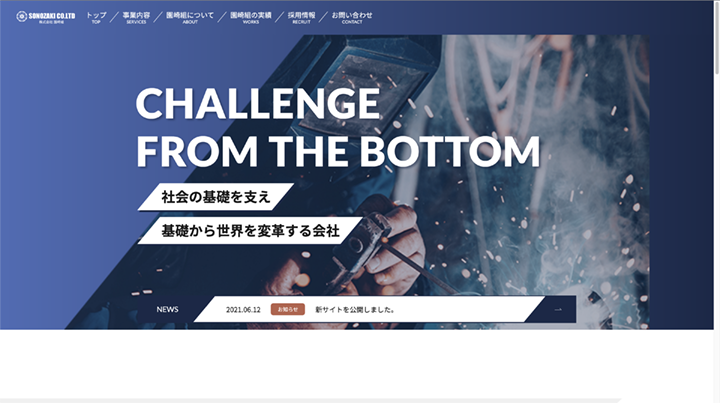 SONOZAKI CO.,LTD
株式会社 園崎組
トップ
TOP
事業内容
SERVICES
園崎組について
ABOUT
園崎組の実績
WORKS
採用情報
RECRUIT
お問い合わせ
CONTACT
CHALLENGE
FROM THE BOTTOM
社会の基礎を支え
基礎から世界を変革する会社
NEWS
2021.06.12
お知らせ
新サイトを公開しました。